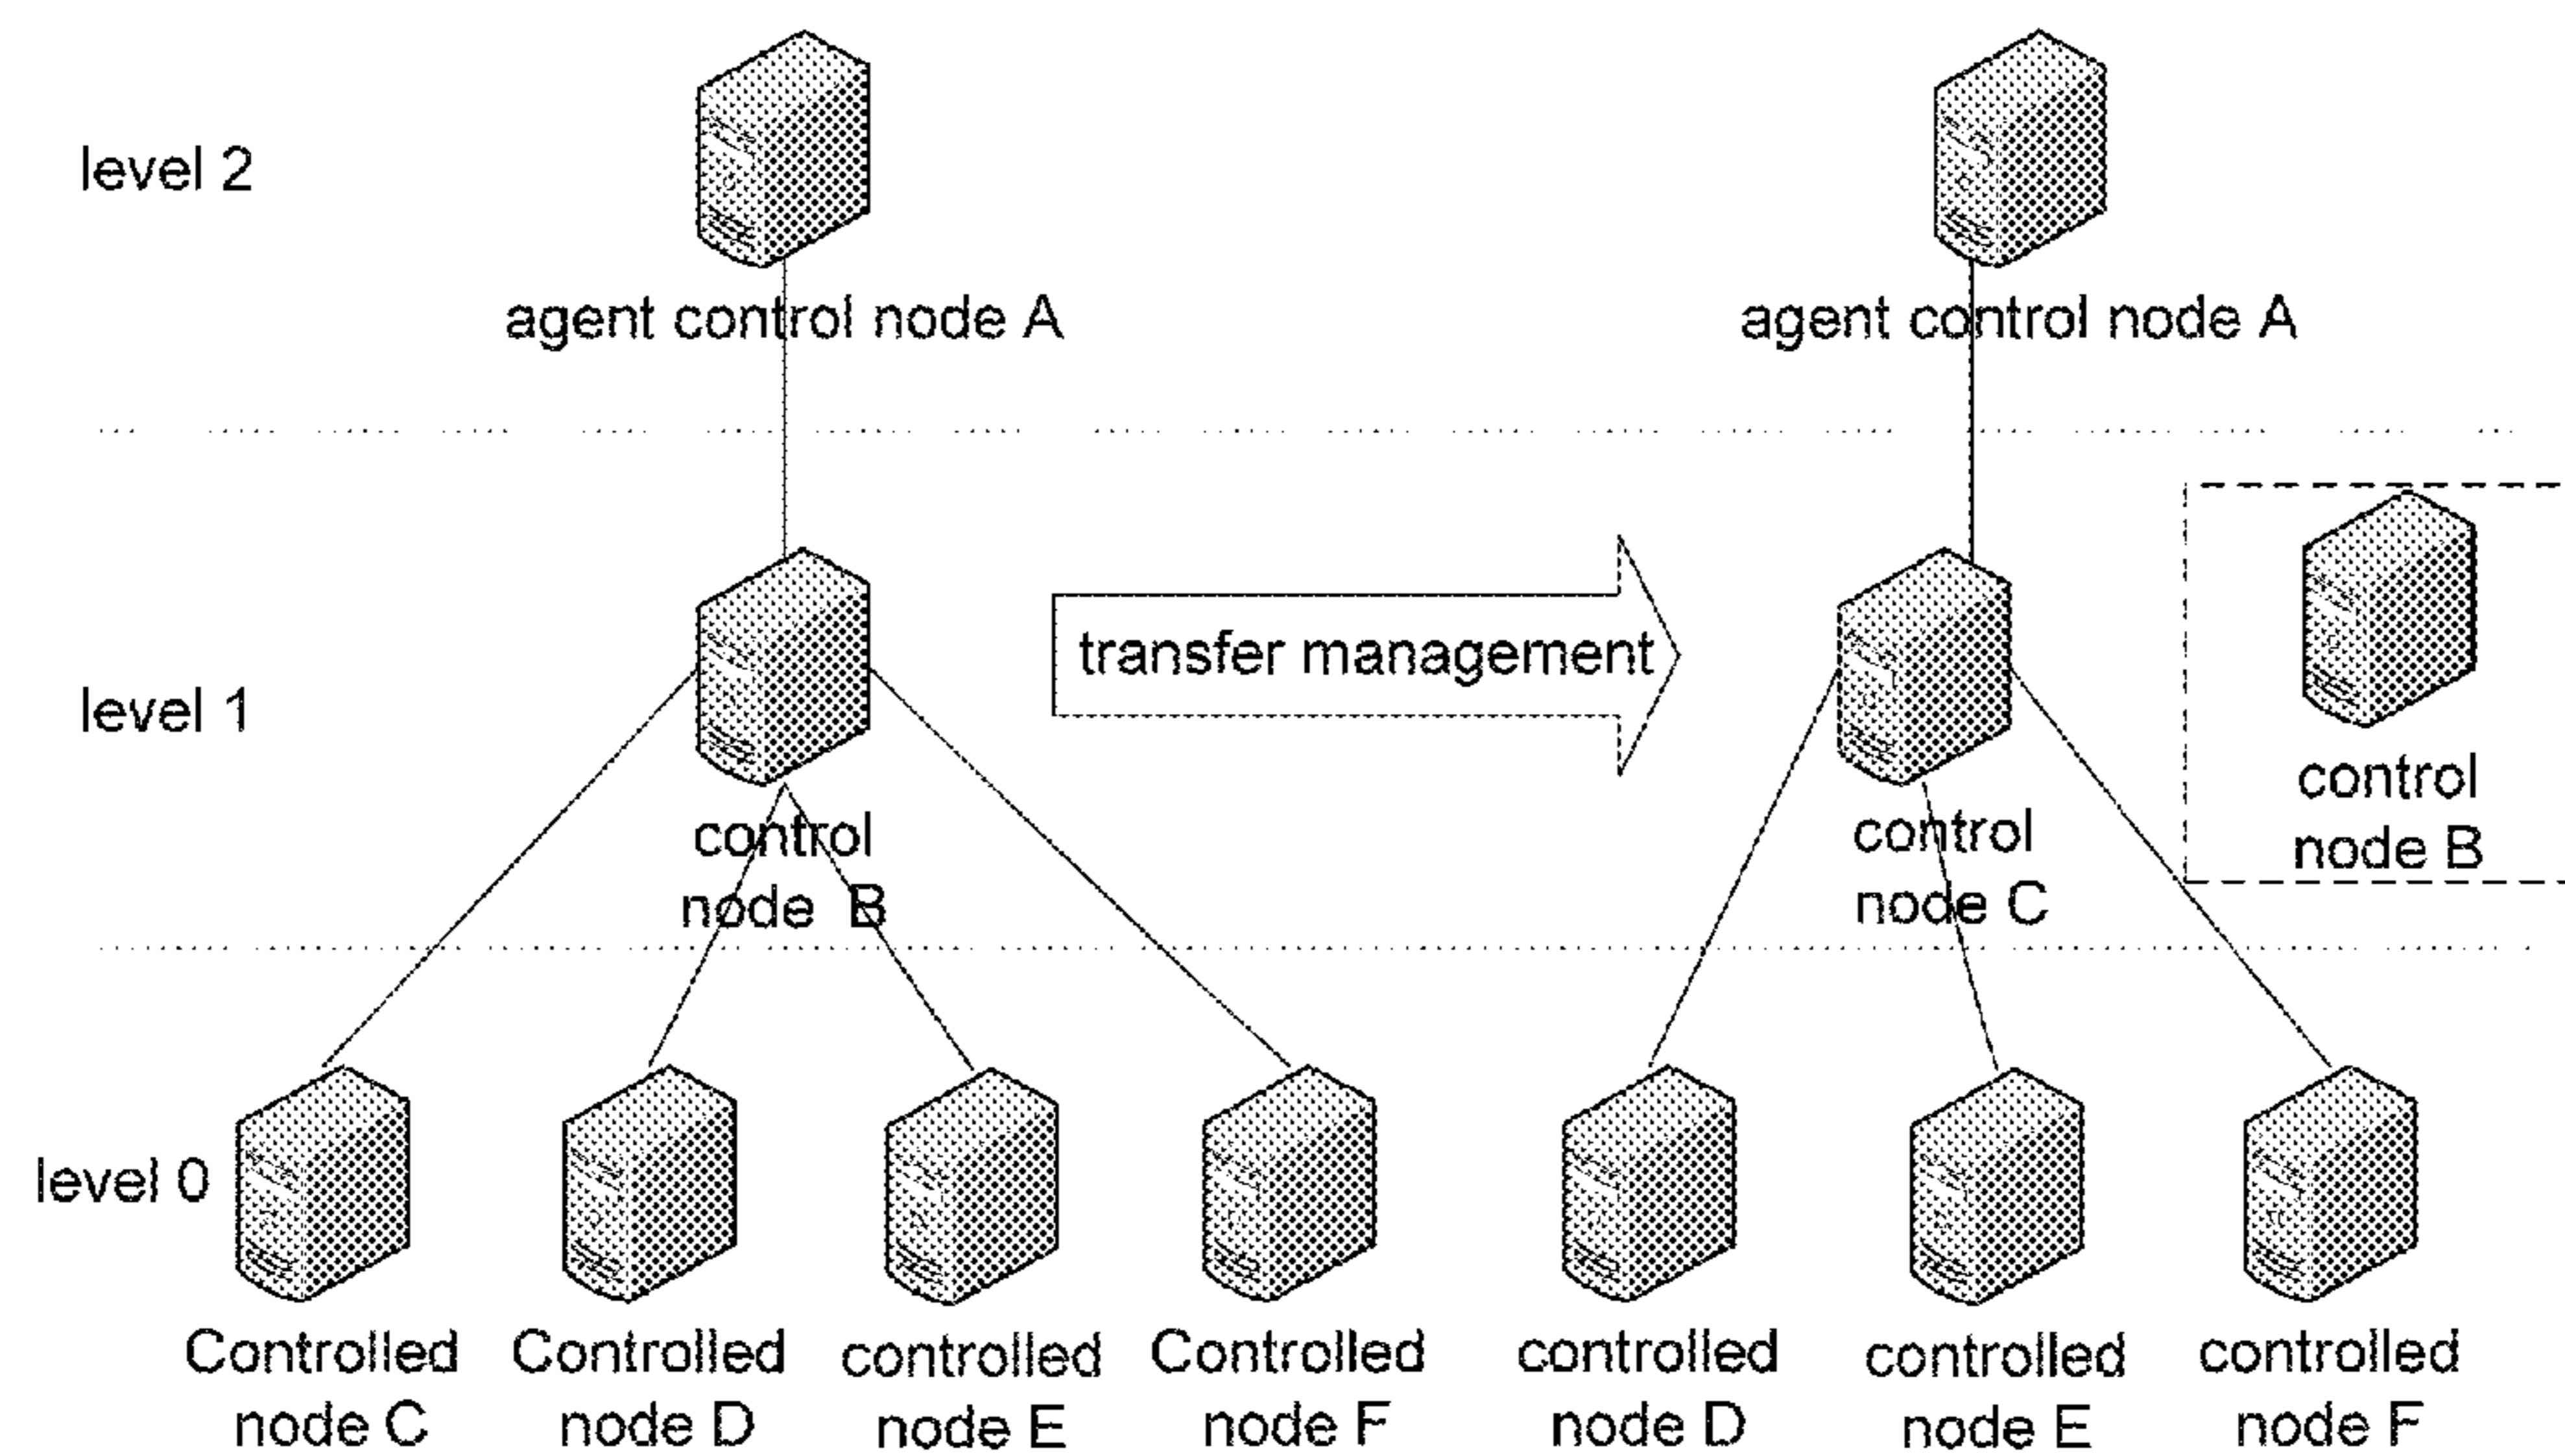 level 2
agent control node A
agent control node A
level 1
transfer management
control
node B
control
node C
control
node B
level 0
Controlled
node C
Controlled
node D
controlled
node E
Controlled
node F
controlled
node D
controlled
node E
controlled
node F